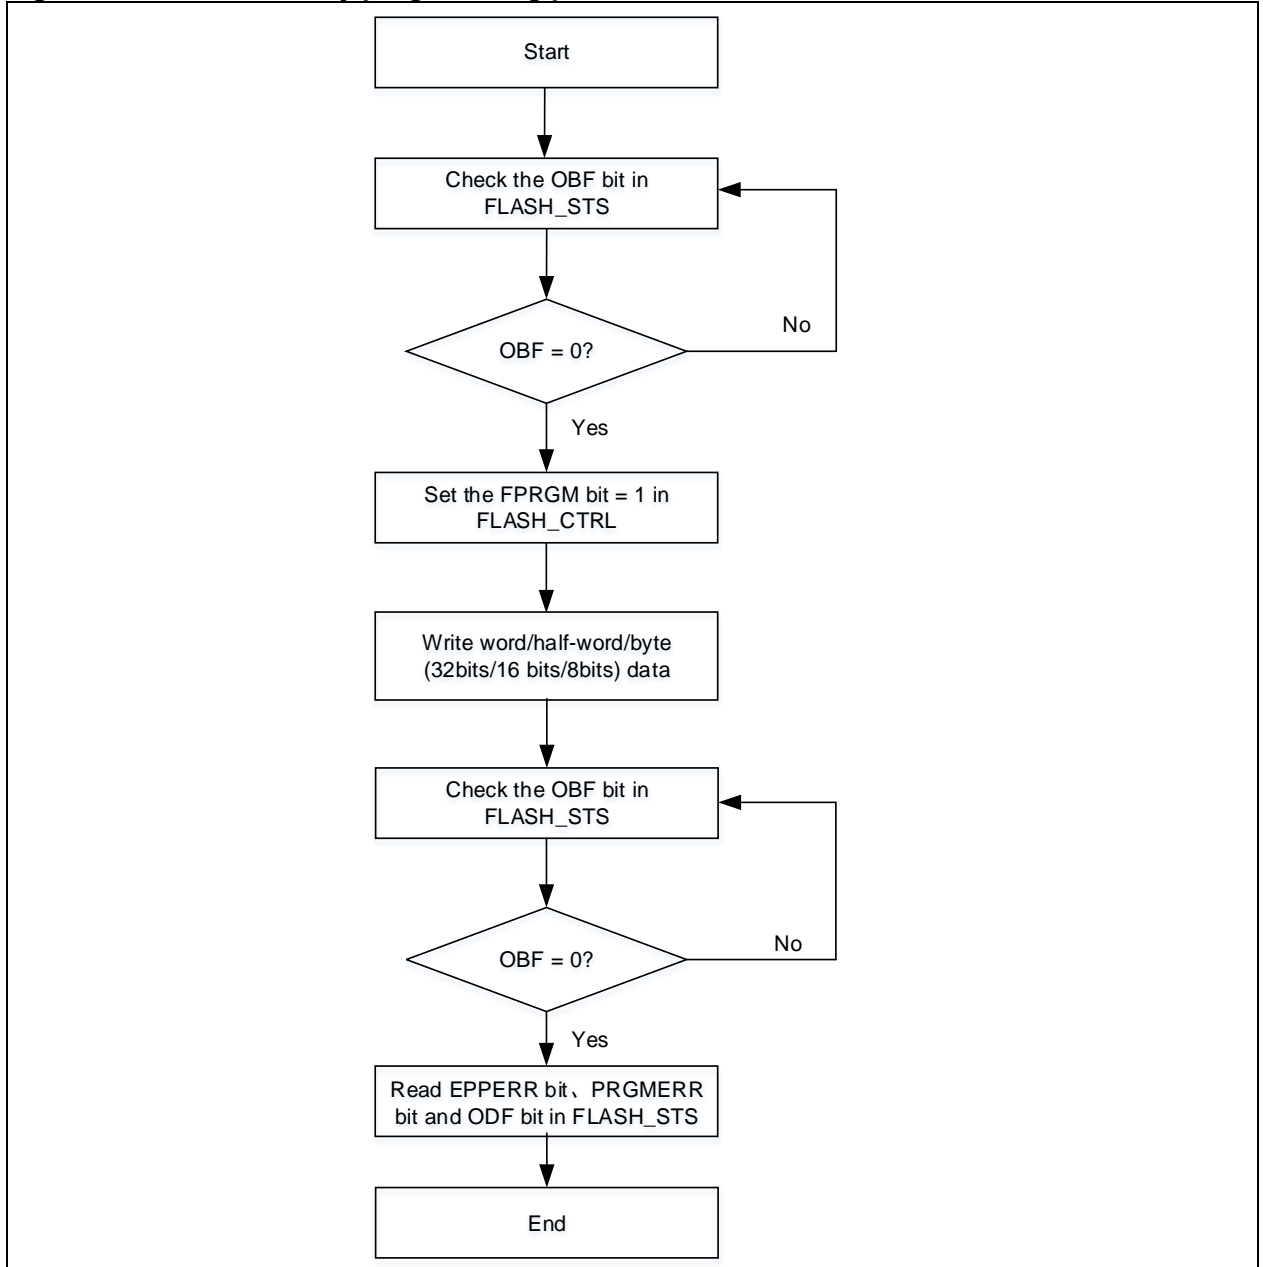 Start
Check the OBF bit in
FLASH_STS
No
OBF = 0?
Yes
Set the FPRGM bit = 1 in
FLASH_CTRL
Write word/half-word/byte
(32bits/16 bits/8bits) data
Check the OBF bit in
FLASH_STS
No
OBF = 0?
Yes
Read EPPERR bit、PRGMERR
bit and ODF bit in FLASH_STS
End